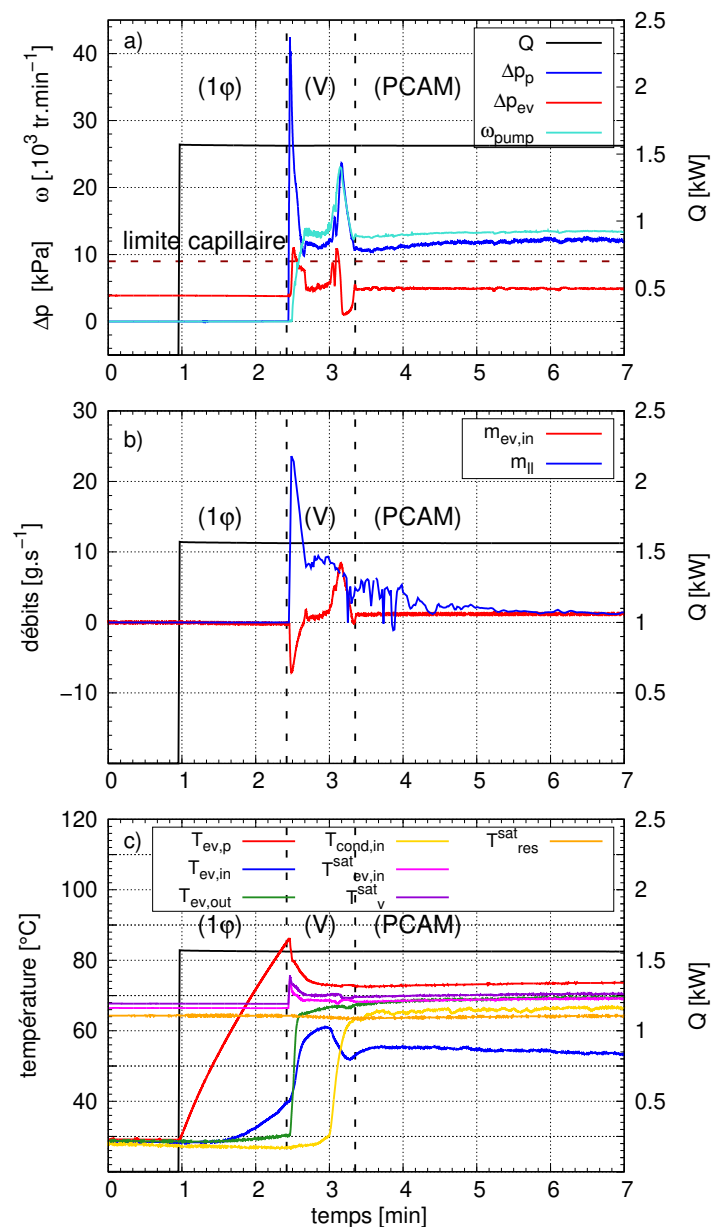 a)
(1φ) (V) (PCAM)
Q
Δp_p
Δp_ev
ω_pump
limite capillaire
Δp [kPa] ω [.10³ tr.min⁻¹]
0 10 20 30 40
0 0.5 1 1.5 2 2.5
Q [kW]
0 1 2 3 4 5 6 7
b)
m_ev,in
m_ll
(1φ) (V) (PCAM)
débits [g.s⁻¹]
−10 0 10 20 30
0.5 1 1.5 2 2.5
Q [kW]
0 1 2 3 4 5 6 7
c)
T_ev,p T_cond,in T^sat_res
T_ev,in T^sat_ev,in
T_ev,out T^sat_v
(1φ) (V) (PCAM)
température [°C]
40 60 80 100 120
0.5 1 1.5 2 2.5
Q [kW]
0 1 2 3 4 5 6 7
temps [min]